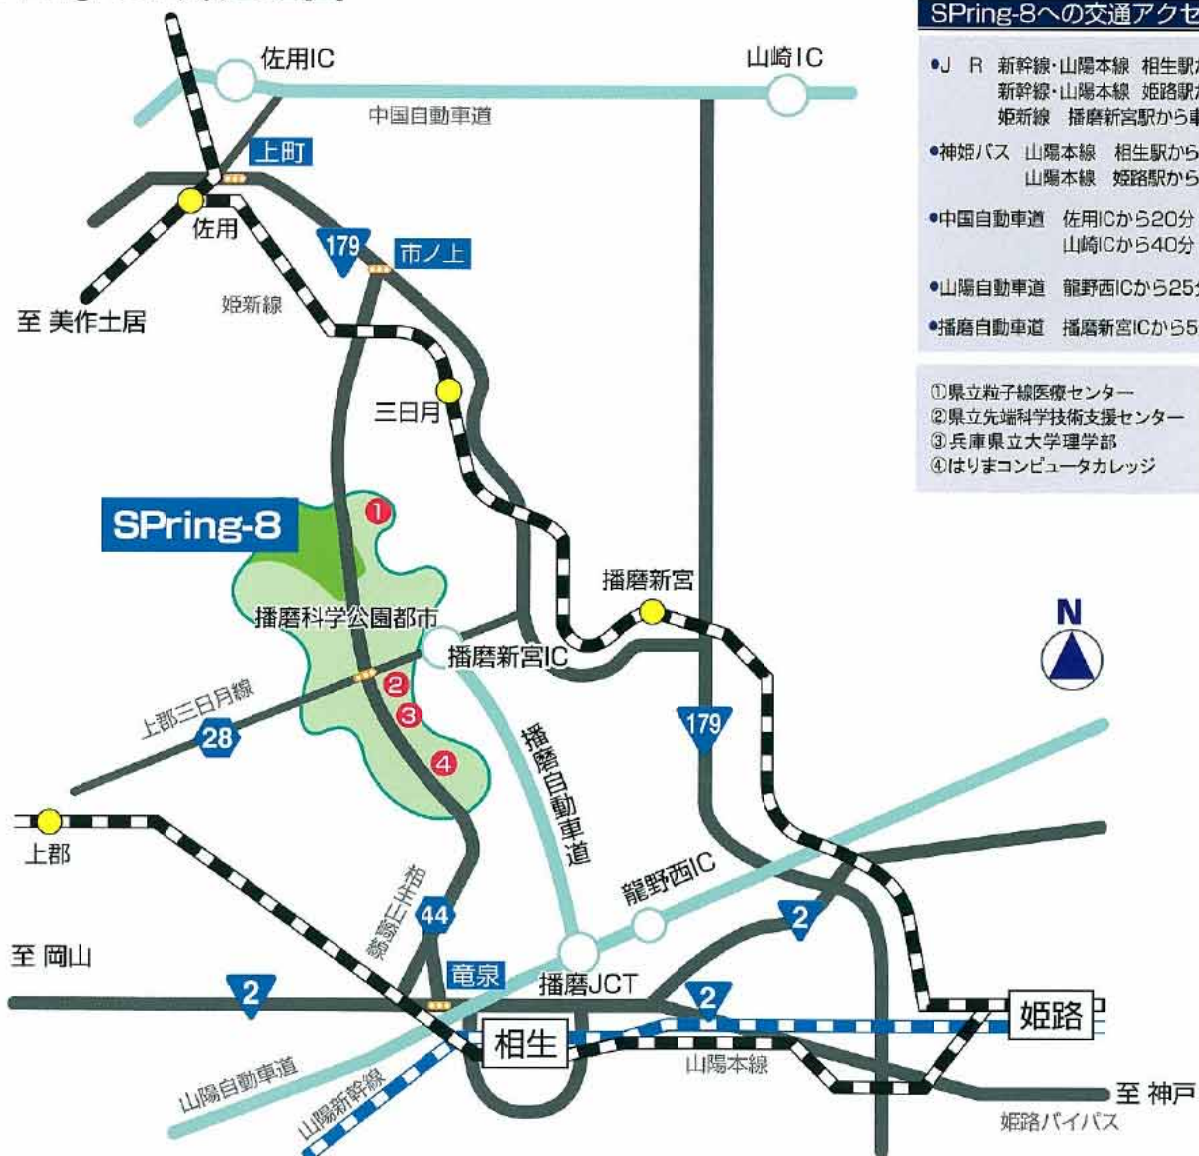 SPring-8への交通アクセ
●J R 新幹線・山陽本線 相生駅か
新幹線・山陽本線 姫路駅か
姫新線 播磨新宮駅から車
●神姫バス 山陽本線 相生駅から
山陽本線 姫路駅から
●中国自動車道 佐用ICから20分
山崎ICから40分
●山陽自動車道 龍野西ICから25分
●播磨自動車道 播磨新宮ICから5
①県立粒子線医療センター
②県立先端科学技術支援センター
③兵庫県立大学理学部
④はりまコンピュータカレッジ
佐用IC
山崎IC
中国自動車道
上町
佐用
179
市ノ上
至 美作土居
姫新線
三日月
SPring-8
①
播磨新宮
播磨科学公園都市
播磨新宮IC
N
上郡三日月線
28
②
③
④
179
播磨自動車道
上郡
龍野西IC
相生山崎線
44
2
至 岡山
2
竜泉
播磨JCT
2
相生
姫路
山陽本線
山陽自動車道
山陽新幹線
至 神戸
姫路バイパス